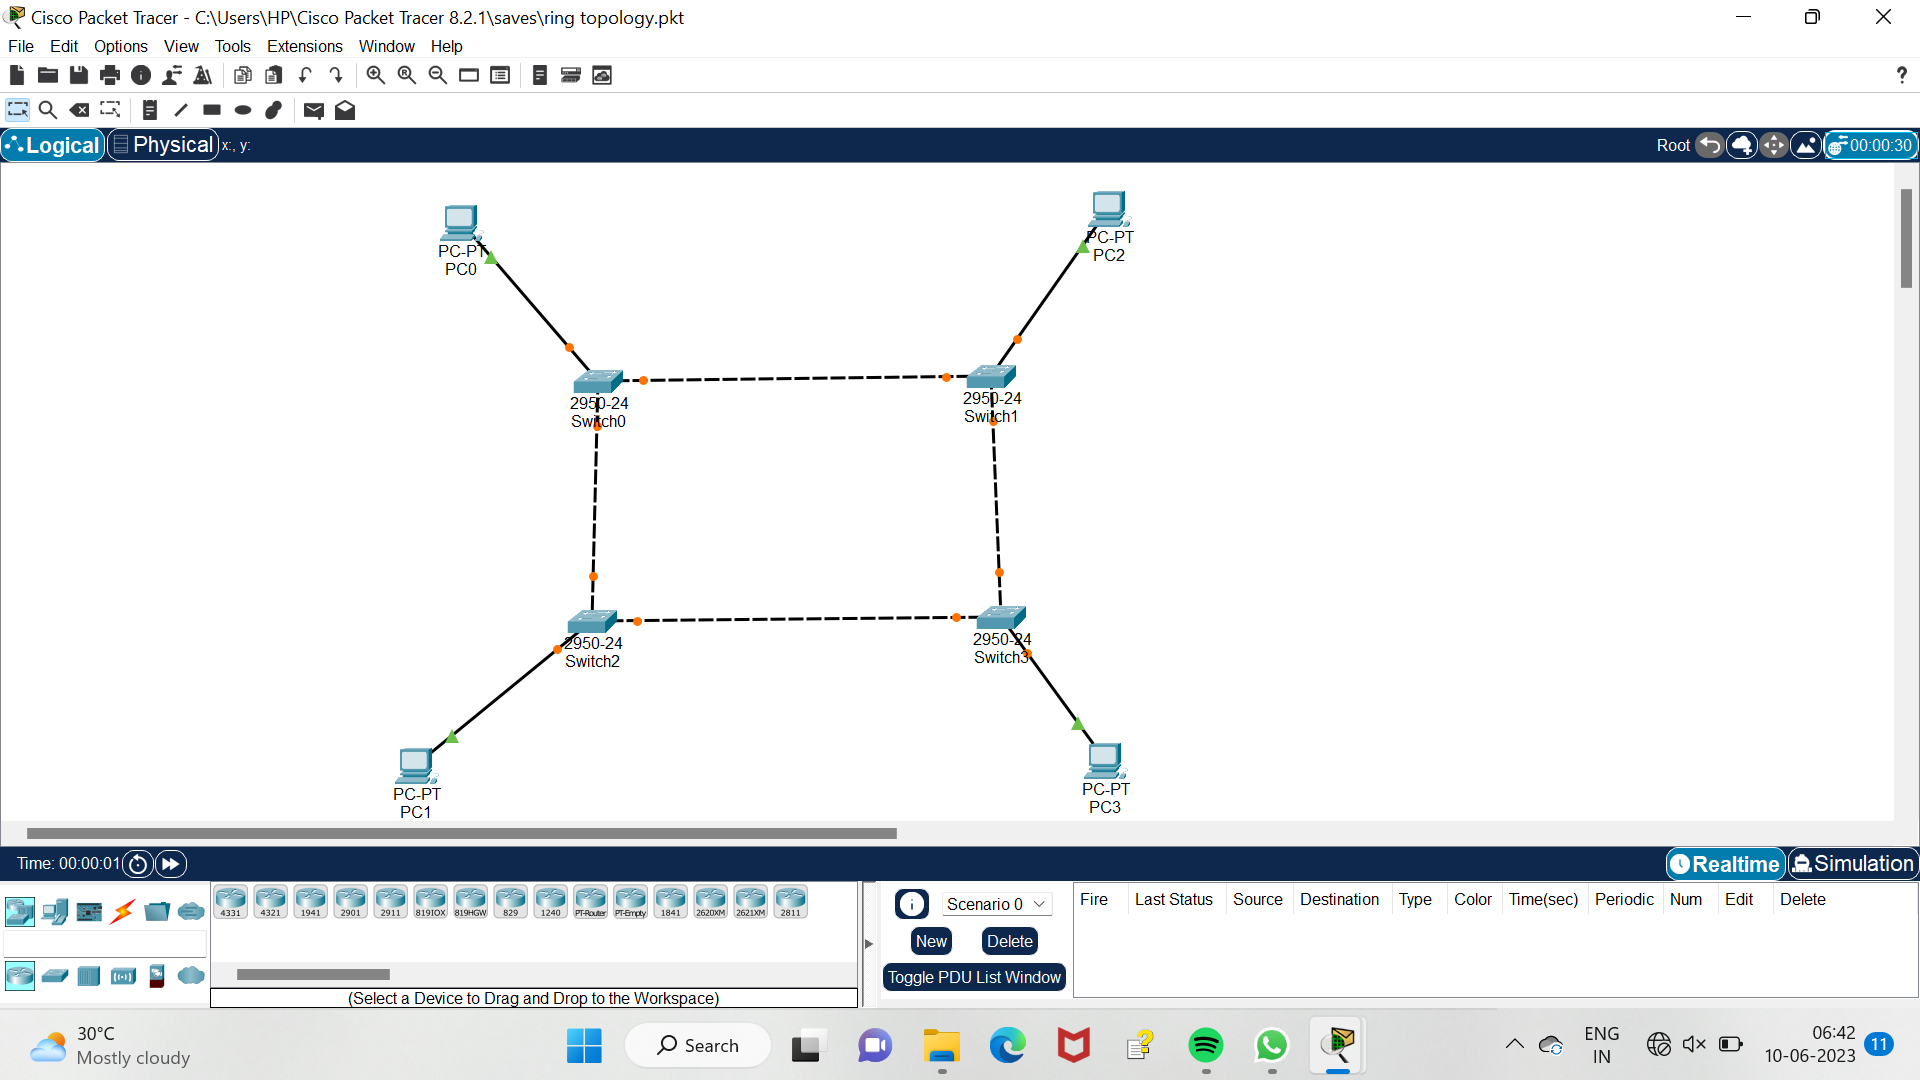 Cisco Packet Tracer - C:\Users\HP\Cisco Packet Tracer 8.2.1\saves\ring topology.pkt
File Edit Options View Tools Extensions Window Help
?
Logical Physical x:, y: Root 00:00:30
PC-PT
PC0
PC-PT
PC2
2950-24
Switch0
2950-24
Switch1
2950-24
Switch2
2950-24
Switch3
PC-PT
PC1
PC-PT
PC3
Time: 00:00:01 Realtime Simulation
4331 4321 1941 2901 2911 819IOX 819HGW 829 1240 PT-Router PT-Empty 1841 2620XM 2621XM 2811
(Select a Device to Drag and Drop to the Workspace)
Scenario 0
New Delete
Toggle PDU List Window
Fire Last Status Source Destination Type Color Time(sec) Periodic Num Edit Delete
30°C
Mostly cloudy
Search
ENG
IN
06:42
10-06-2023
11